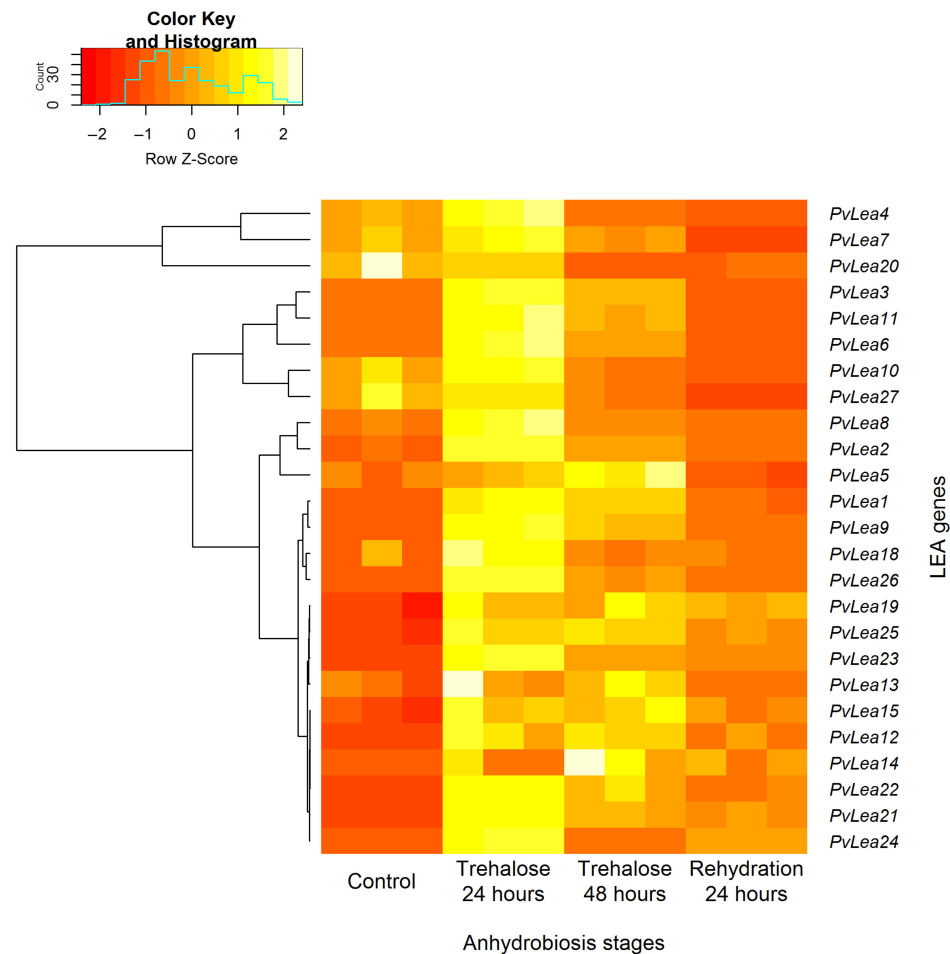 Color Key
and Histogram
Count
0
30
−2 −1 0 1 2
Row Z-Score
PvLea4
PvLea7
PvLea20
PvLea3
PvLea11
PvLea6
PvLea10
PvLea27
PvLea8
PvLea2
PvLea5
PvLea1
PvLea9
PvLea18
PvLea26
PvLea19
PvLea25
PvLea23
PvLea13
PvLea15
PvLea12
PvLea14
PvLea22
PvLea21
PvLea24
LEA genes
Control
Trehalose
24 hours
Trehalose
48 hours
Rehydration
24 hours
Anhydrobiosis stages